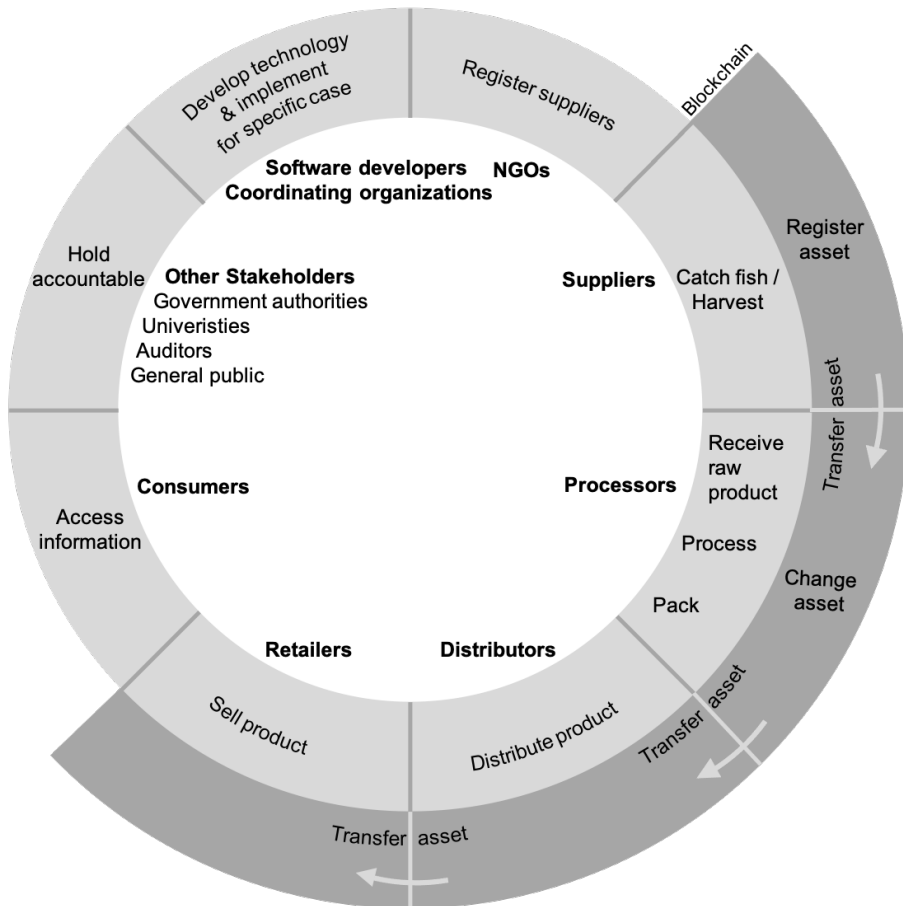 Develop technology
& implement
for specific case
Register suppliers
Blockchain
Software developers
NGOs
Coordinating organizations
Register
asset
Hold
accountable
Other Stakeholders
Government authorities
Univeristies
Auditors
General public
Suppliers
Catch fish /
Harvest
Transfer asset
Receive
raw
product
Consumers
Processors
Access
information
Process
Change
asset
Pack
Retailers
Distributors
Transfer asset
Sell product
Distribute product
Transfer asset